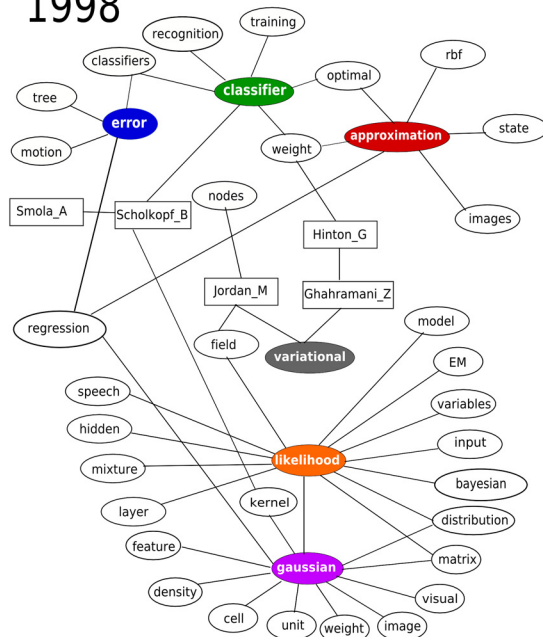 1998
training
recognition
rbf
classifiers
optimal
classifier
tree
error
state
approximation
motion
weight
nodes
Smola_A
Scholkopf_B
images
Hinton_G
Jordan_M
Ghahramani_Z
regression
model
field
variational
EM
speech
variables
hidden
input
likelihood
mixture
bayesian
kernel
layer
distribution
feature
matrix
gaussian
density
visual
cell
unit
weight
image